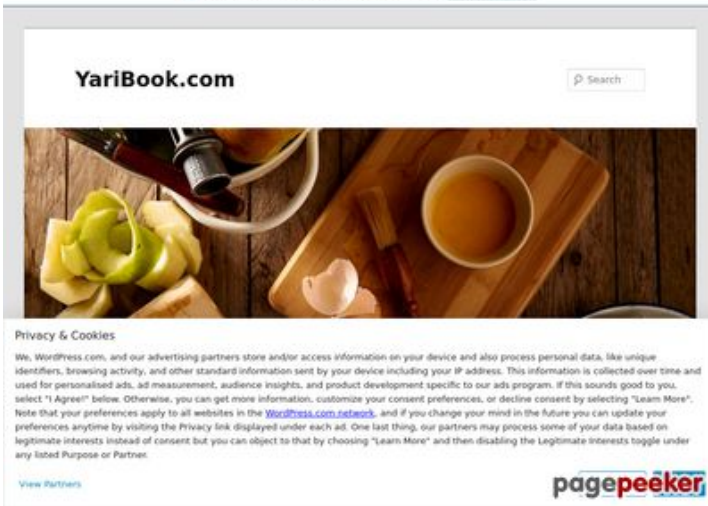 YariBook.com
Search
Privacy & Cookies
We, WordPress.com, and our advertising partners store and/or access information on your device and also process personal data, like unique
identifiers, browsing activity, and other standard information sent by your device including your IP address. This information is collected over time and
used for personalised ads, ad measurement, audience insights, and product development specific to our ads program. If this sounds good to you,
select "I Agree!" below. Otherwise, you can get more information, customize your consent preferences, or decline consent by selecting "Learn More".
Note that your preferences apply to all websites in the WordPress.com network, and if you change your mind in the future you can update your
preferences anytime by visiting the Privacy link displayed under each ad. One last thing, our partners may process some of your data based on
legitimate interests instead of consent but you can object to that by choosing "Learn More" and then disabling the Legitimate Interests toggle under
any listed Purpose or Partner.
View Partners
pagepeeker